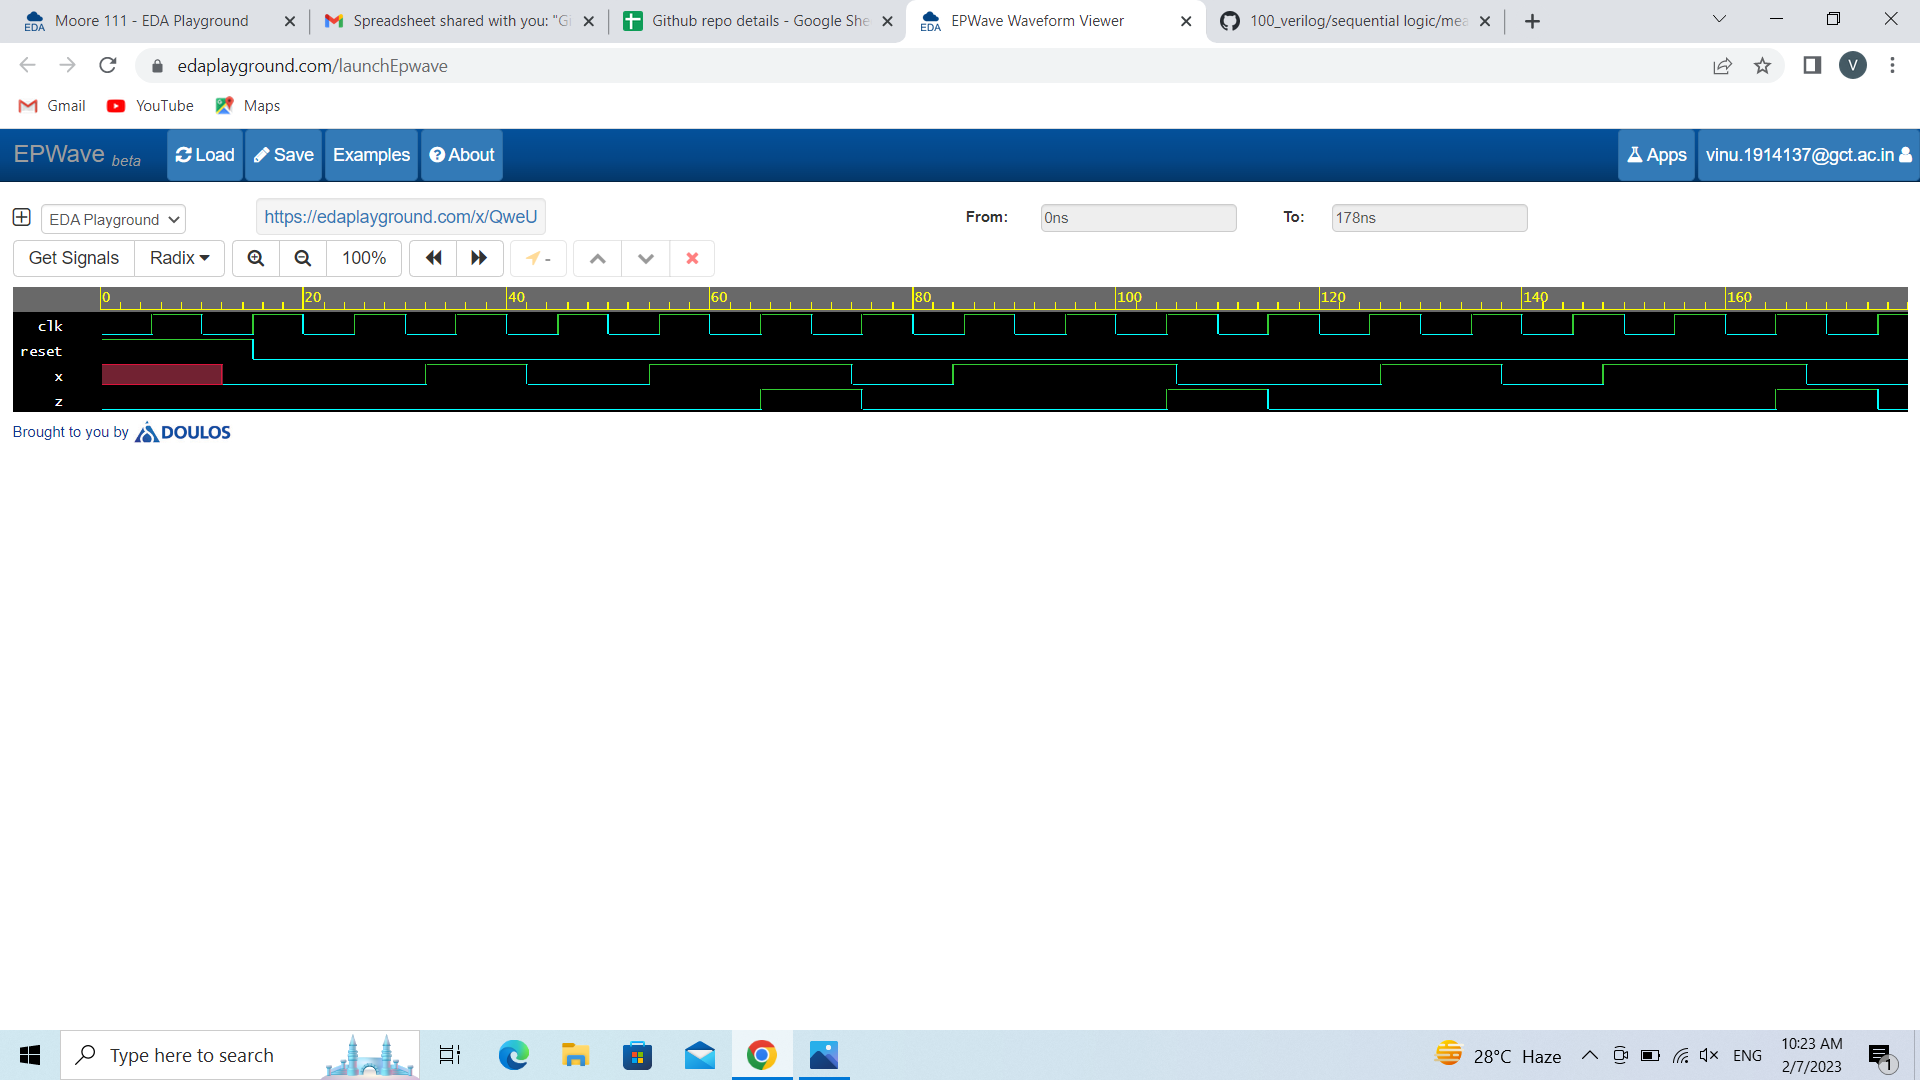 Moore 111 - EDA Playground
Spreadsheet shared with you: "Gi
Github repo details - Google She
EPWave Waveform Viewer
100_verilog/sequential logic/mea
edaplayground.com/launchEpwave
V
Gmail YouTube Maps
EPWave beta Load Save Examples About Apps vinu.1914137@gct.ac.in
EDA Playground https://edaplayground.com/x/QweU From: 0ns To: 178ns
Get Signals Radix 100% -
0 20 40 60 80 100 120 140 160
clk
reset
x
z
Brought to you by DOULOS
Type here to search
28°C Haze
ENG
10:23 AM
2/7/2023
1